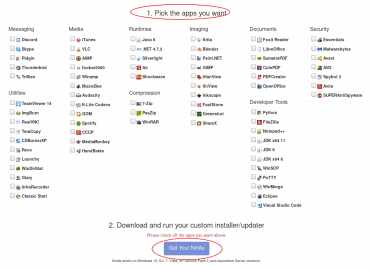 1. Pick the apps you want
Messaging
Discord
Skype
Pidgin
Thunderbird
Trillian
Media
iTunes
VLC
AIMP
foobar2000
Winamp
MusicBee
Audacity
K-Lite Codecs
GOM
Spotify
CCCP
MediaMonkey
HandBrake
Runtimes
Java 8
.NET 4.7.2
Silverlight
Air
Shockwave
Imaging
Krita
Blender
Paint.NET
GIMP
IrfanView
XnView
Inkscape
FastStone
Greenshot
ShareX
Documents
Foxit Reader
LibreOffice
SumatraPDF
CutePDF
PDFCreator
OpenOffice
Security
Essentials
Malwarebytes
Avast
AVG
Spybot 2
Avira
SUPERAntiSpyware
Utilities
TeamViewer 14
ImgBurn
RealVNC
TeraCopy
CDBurnerXP
Revo
Launchy
WinDirStat
Glary
InfraRecorder
Classic Start
Compression
7-Zip
PeaZip
WinRAR
Developer Tools
Python
FileZilla
Notepad++
JDK x64 11
JDK 8
JDK x64 8
WinSCP
PuTTY
WinMerge
Eclipse
Visual Studio Code
2. Download and run your custom installer/updater
Please check off the apps you want above
Get Your Ninite
Ninite works on Windows 10, 8.x, 7, Vista, XP Service Pack 3, and equivalent Server versions.